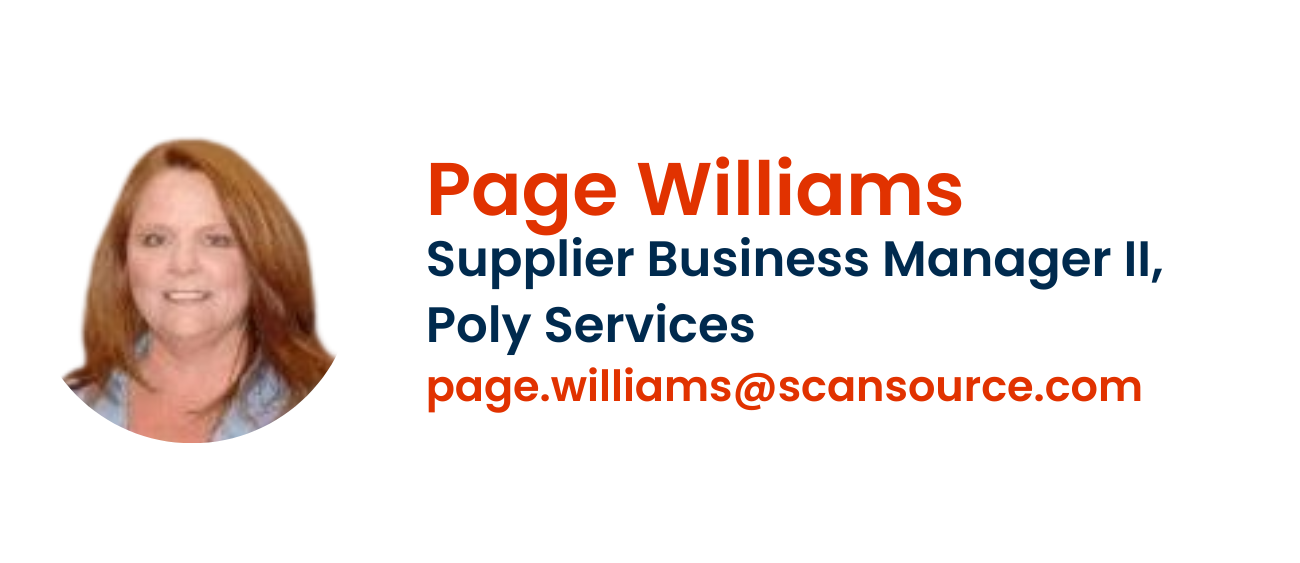 Page Williams
Supplier Business Manager II,
Poly Services
page.williams@scansource.com